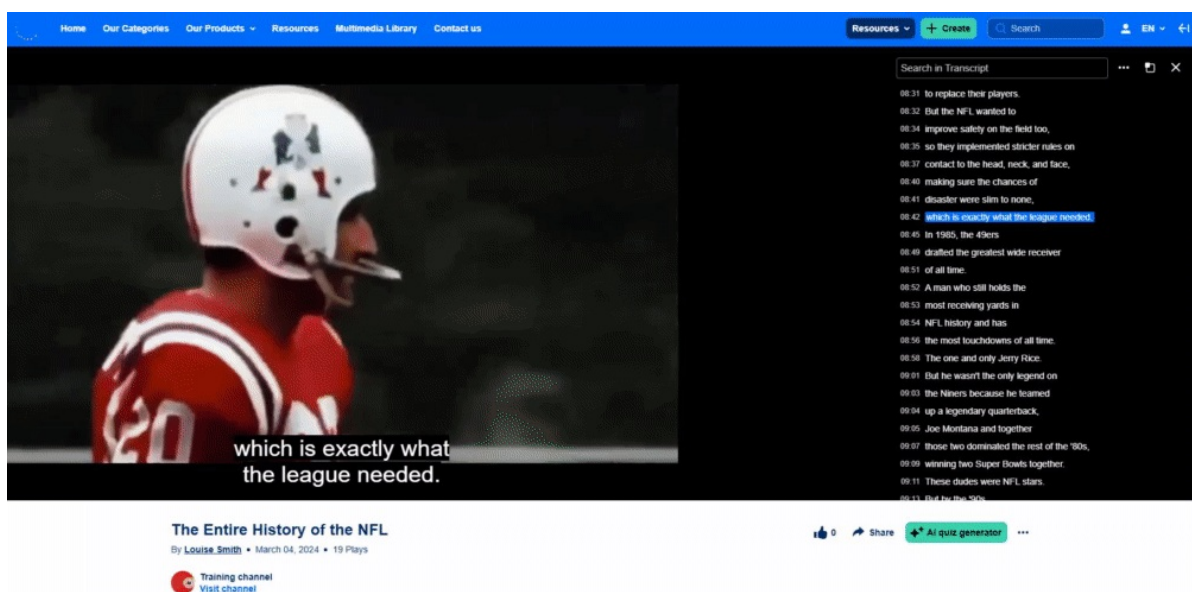 Home Our Categories Our Products Resources Multimedia Library Contact us Resources + Create Search EN
Search in Transcript
08:31 to replace their players.
08:32 But the NFL wanted to
08:34 improve safety on the field too,
08:35 so they implemented stricter rules on
08:37 contact to the head, neck, and face,
08:40 making sure the chances of
08:41 disaster were slim to none,
08:42 which is exactly what the league needed.
08:45 In 1985, the 49ers
08:49 drafted the greatest wide receiver
08:51 of all time.
08:52 A man who still holds the
08:53 most receiving yards in
08:54 NFL history and has
08:56 the most touchdowns of all time.
08:58 The one and only Jerry Rice.
09:01 But he wasn't the only legend on
09:03 the Niners because he teamed
09:04 up a legendary quarterback,
09:05 Joe Montana and together
09:07 those two dominated the rest of the '80s,
09:09 winning two Super Bowls together.
09:11 These dudes were NFL stars.
09:13 But by the '90s
20
which is exactly what
the league needed.
The Entire History of the NFL
By Louise Smith • March 04, 2024 • 19 Plays
0 Share AI quiz generator
Training channel
Visit channel